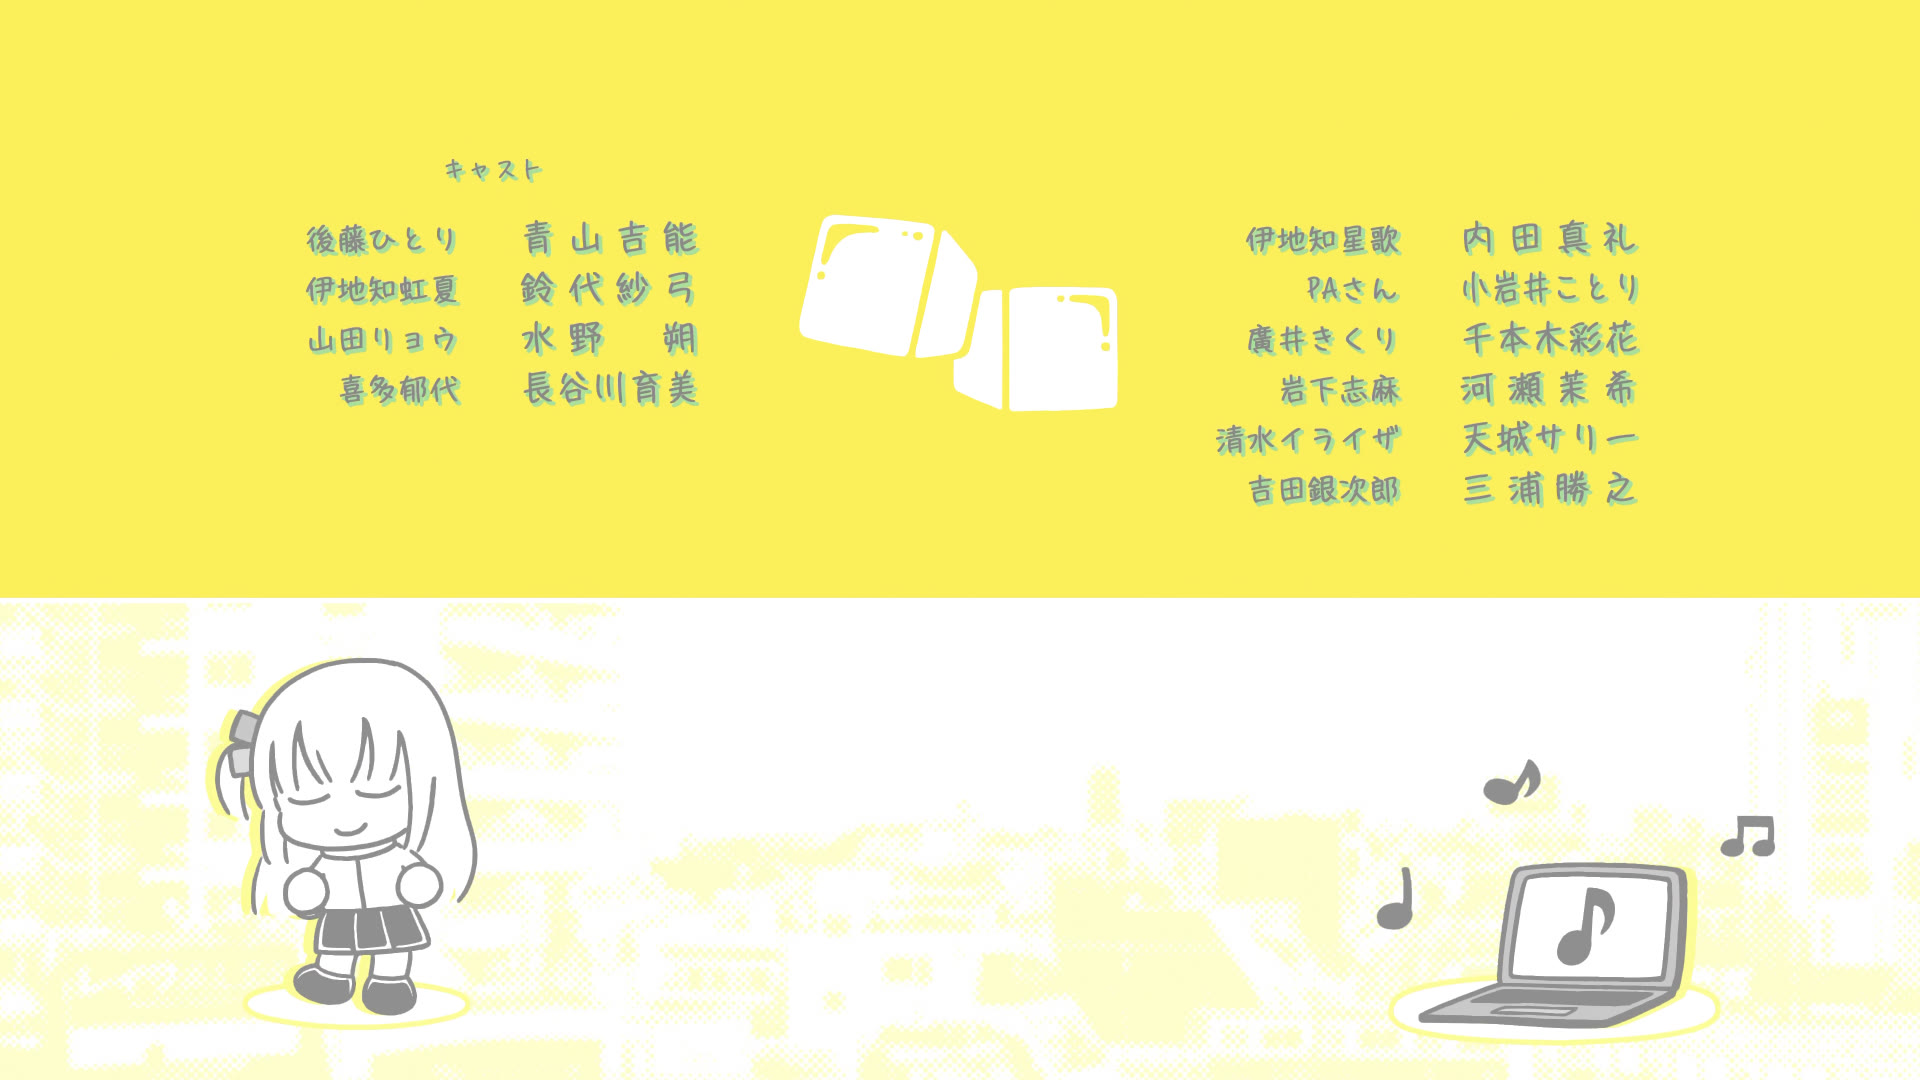 キャスト
後藤ひとり 青山吉能
伊地知虹夏 鈴代紗弓
山田リョウ 水野 朔
喜多郁代 長谷川育美
伊地知星歌 内田真礼
PAさん 小岩井ことり
廣井きくり 千本木彩花
岩下志麻 河瀬茉希
清水イライザ 天城サリー
吉田銀次郎 三浦勝之